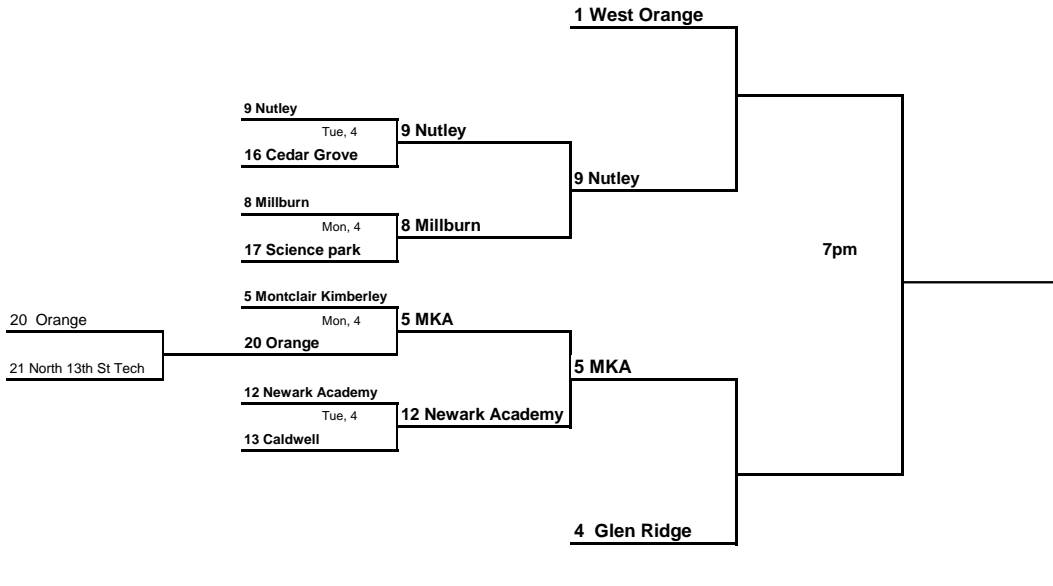 1 West Orange
9 Nutley
Tue, 4
9 Nutley
16 Cedar Grove
9 Nutley
8 Millburn
Mon, 4
8 Millburn
17 Science park
7pm
5 Montclair Kimberley
20 Orange
Mon, 4
5 MKA
20 Orange
21 North 13th St Tech
5 MKA
12 Newark Academy
Tue, 4
12 Newark Academy
13 Caldwell
4 Glen Ridge